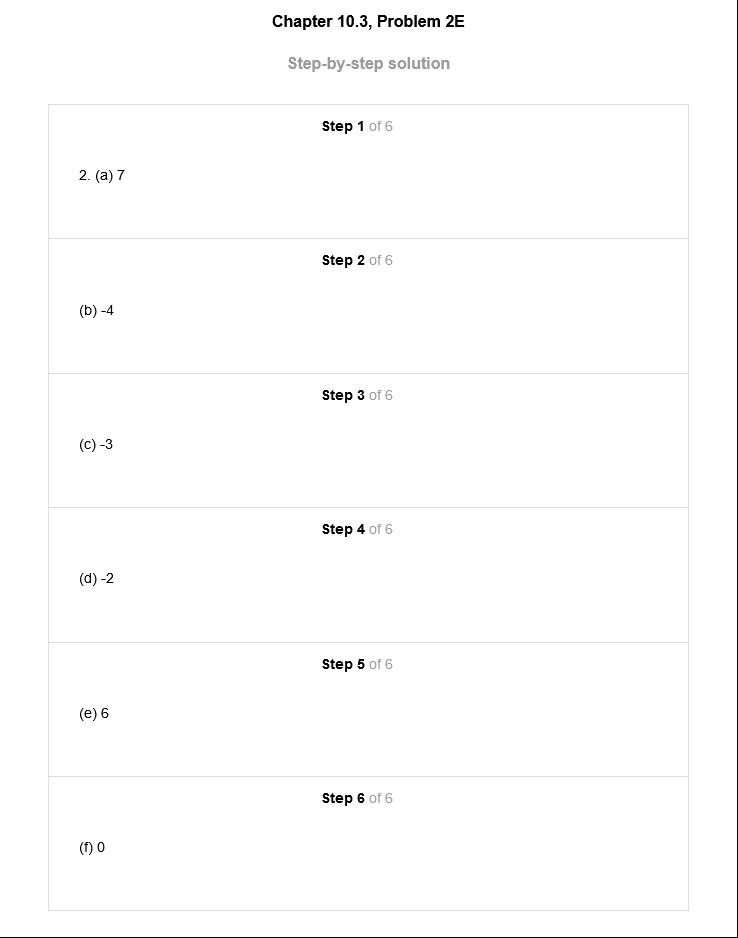 Chapter 10.3, Problem 2E
Step-by-step solution
Step 1 of 6
2. (a) 7
Step 2 of 6
(b) -4
Step 3 of 6
(c) -3
Step 4 of 6
(d) -2
Step 5 of 6
(e) 6
Step 6 of 6
(f) 0